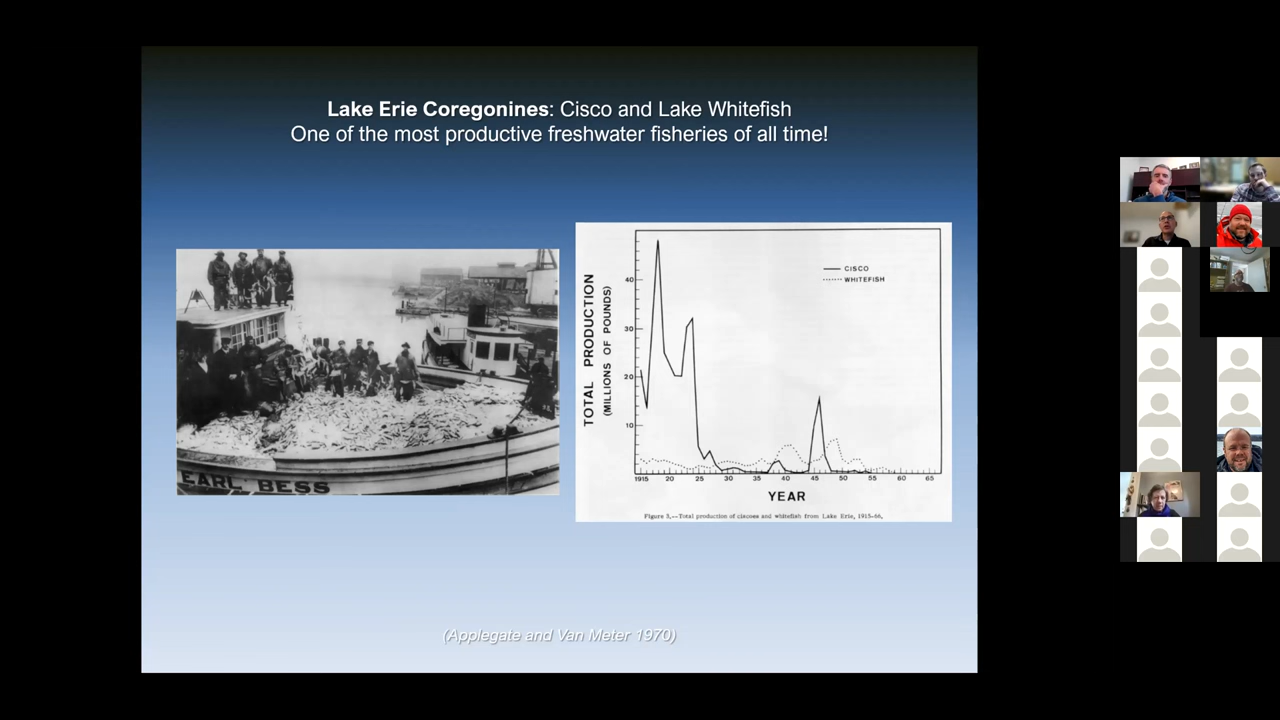 Lake Erie Coregonines: Cisco and Lake Whitefish
One of the most productive freshwater fisheries of all time!
EARL BESS
TOTAL PRODUCTION
(MILLIONS OF POUNDS)
40
30
20
10
CISCO
WHITEFISH
1915 20 25 30 35 40 45 50 55 60 65
YEAR
Figure 3.--Total production of ciscoes and whitefish from Lake Erie, 1915-66.
(Applegate and Van Meter 1970)